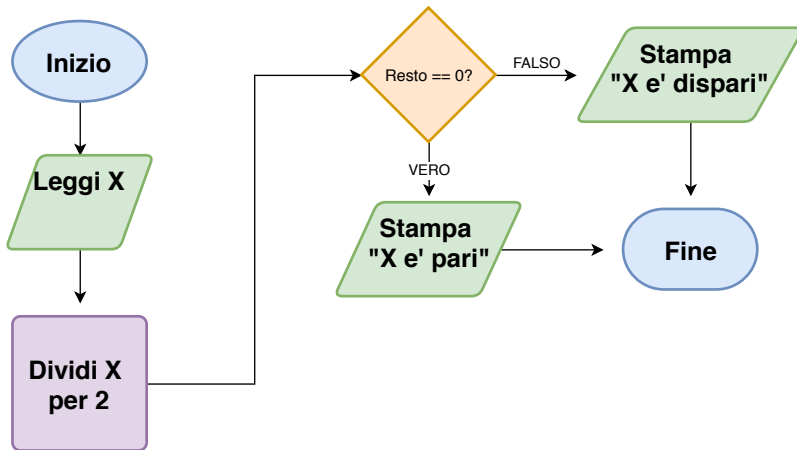 Inizio
Leggi X
Dividi X
per 2
Resto == 0?
FALSO
Stampa
"X e' dispari"
VERO
Stampa
"X e' pari"
Fine